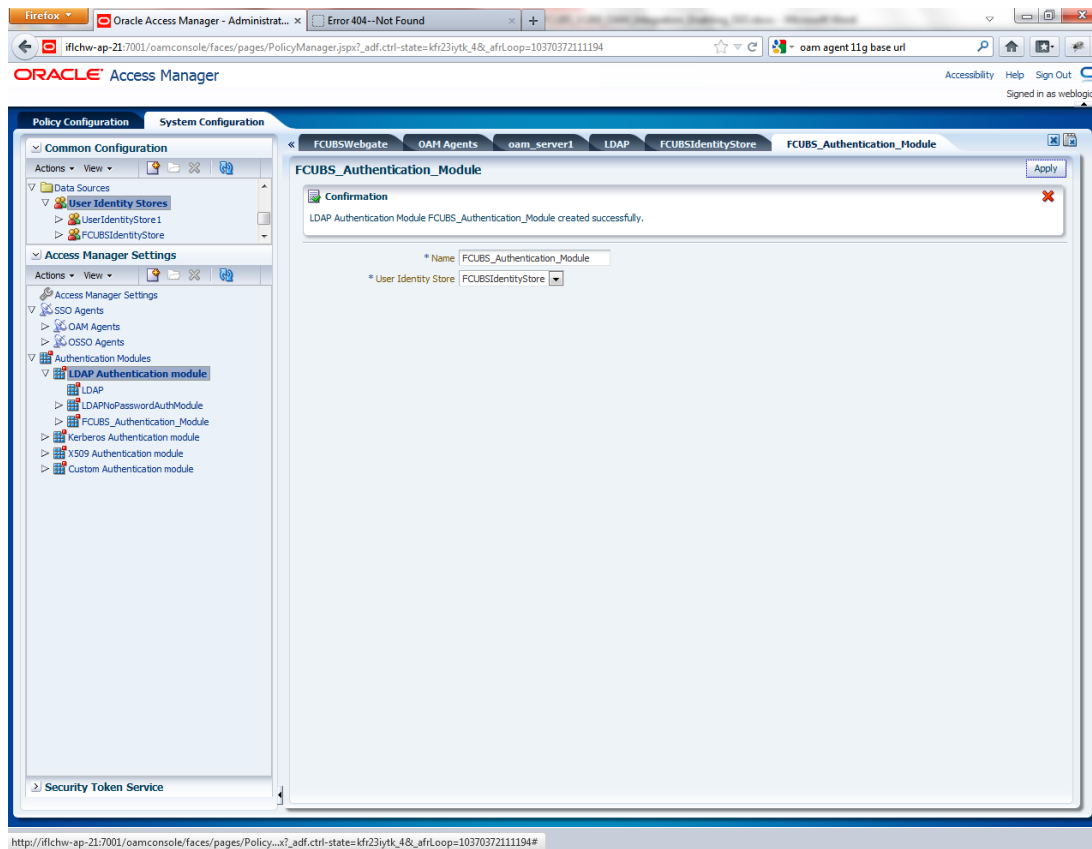 Firefox
Oracle Access Manager - Administrat...
Error 404--Not Found
iflchw-ap-21:7001/oamconsole/faces/pages/PolicyManager.jspx?_adf.ctrl-state=kfr23iytk_4&_afrLoop=10370372111194
oam agent 11g base url
ORACLE Access Manager
Accessibility Help Sign Out
Signed in as weblogic
Policy Configuration System Configuration
Common Configuration
Actions View
Data Sources
User Identity Stores
UserIdentityStore1
FCUBSIdentityStore
Access Manager Settings
Actions View
Access Manager Settings
SSO Agents
OAM Agents
OSSO Agents
Authentication Modules
LDAP Authentication module
LDAP
LDAPNoPasswordAuthModule
FCUBS_Authentication_Module
Kerberos Authentication module
X509 Authentication module
Custom Authentication module
Security Token Service
« FCUBSWebgate OAM Agents oam_server1 LDAP FCUBSIdentityStore FCUBS_Authentication_Module
FCUBS_Authentication_Module
Apply
Confirmation
LDAP Authentication Module FCUBS_Authentication_Module created successfully.
* Name FCUBS_Authentication_Module
* User Identity Store FCUBSIdentityStore
http://iflchw-ap-21:7001/oamconsole/faces/pages/Policy...x?_adf.ctrl-state=kfr23iytk_4&_afrLoop=10370372111194#